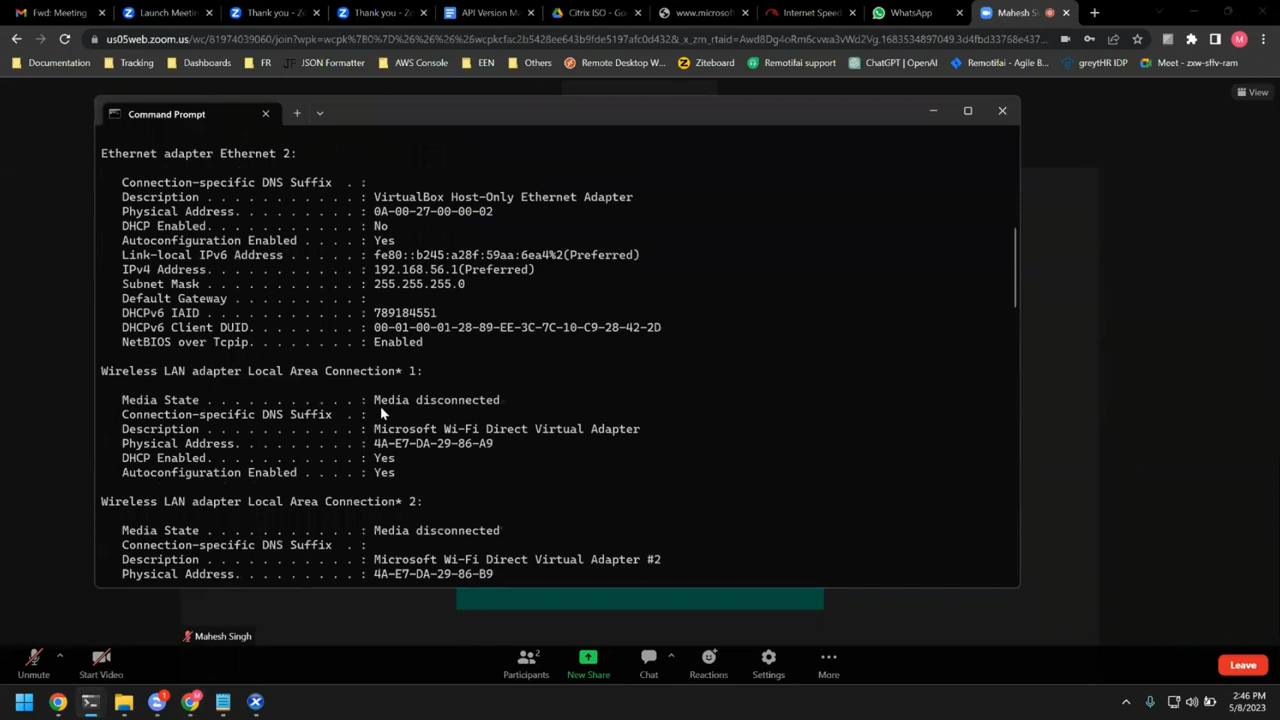 Fwd: Meeting
Launch Meeti
Thank you - Zo
Thank you - Zo
API Version M
Citrix ISO - Goo
www.microsof
Internet Speed
WhatsApp
Mahesh S
us05web.zoom.us/wc/81974039060/join?wpk=wcpk%7B0%7D%26%26%26%26%26wcpkcfac2b5428ee643b9fde5197104c0d432&_x_zm_rtaid=Awd8Dg4oRm6cvwa3vWd2Vg.1683534897049.3d4fbd33768e437...
Documentation
Tracking
Dashboards
FR
JSON Formatter
AWS Console
EEN
Others
Remote Desktop W...
Ziteboard
Remotifai support
ChatGPT | OpenAI
Remotifai - Agile B...
greytHR IDP
Meet - zxw-sffv-ram
View
Command Prompt
Ethernet adapter Ethernet 2:
Connection-specific DNS Suffix . :
Description . . . . . . . . . . . : VirtualBox Host-Only Ethernet Adapter
Physical Address. . . . . . . . . : 0A-00-27-00-00-02
DHCP Enabled. . . . . . . . . . . : No
Autoconfiguration Enabled . . . . : Yes
Link-local IPv6 Address . . . . . : fe80::b245:a28f:59aa:6ea4%2(Preferred)
IPv4 Address. . . . . . . . . . . : 192.168.56.1(Preferred)
Subnet Mask . . . . . . . . . . . : 255.255.255.0
Default Gateway . . . . . . . . . :
DHCPv6 IAID . . . . . . . . . . . : 789184551
DHCPv6 Client DUID. . . . . . . . : 00-01-00-01-28-89-EE-3C-7C-10-C9-28-42-2D
NetBIOS over Tcpip. . . . . . . . : Enabled
Wireless LAN adapter Local Area Connection* 1:
Media State . . . . . . . . . . . : Media disconnected
Connection-specific DNS Suffix . :
Description . . . . . . . . . . . : Microsoft Wi-Fi Direct Virtual Adapter
Physical Address. . . . . . . . . : 4A-E7-DA-29-86-A9
DHCP Enabled. . . . . . . . . . . : Yes
Autoconfiguration Enabled . . . . : Yes
Wireless LAN adapter Local Area Connection* 2:
Media State . . . . . . . . . . . : Media disconnected
Connection-specific DNS Suffix . :
Description . . . . . . . . . . . : Microsoft Wi-Fi Direct Virtual Adapter #2
Physical Address. . . . . . . . . : 4A-E7-DA-29-86-B9
Mahesh Singh
Unmute
Start Video
2
Participants
New Share
Chat
Reactions
Settings
More
Leave
2:46 PM
5/8/2023